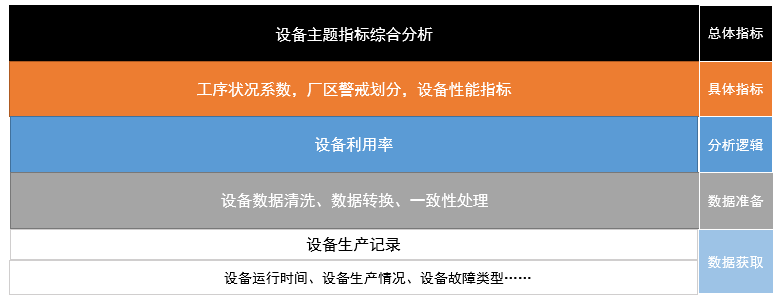 设备主题指标综合分析 总体指标
工序状况系数，厂区警戒划分，设备性能指标 具体指标
设备利用率 分析逻辑
设备数据清洗、数据转换、一致性处理 数据准备
设备生产记录
数据获取
设备运行时间、设备生产情况、设备故障类型……